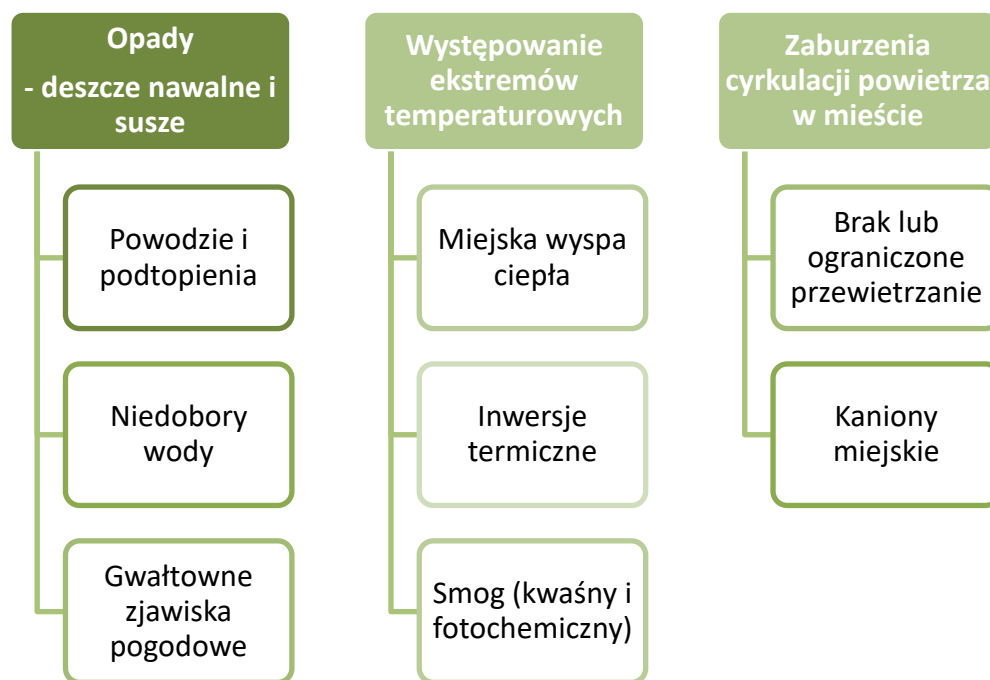 Opady
- deszcze nawalne i
susze
Powodzie i
podtopienia
Niedobory
wody
Gwałtowne
zjawiska
pogodowe
Występowanie
ekstremów
temperaturowych
Miejska wyspa
ciepła
Inwersje
termiczne
Smog (kwaśny i
fotochemiczny)
Zaburzenia
cyrkulacji powietrza
w mieście
Brak lub
ograniczone
przewietrzanie
Kaniony
miejskie